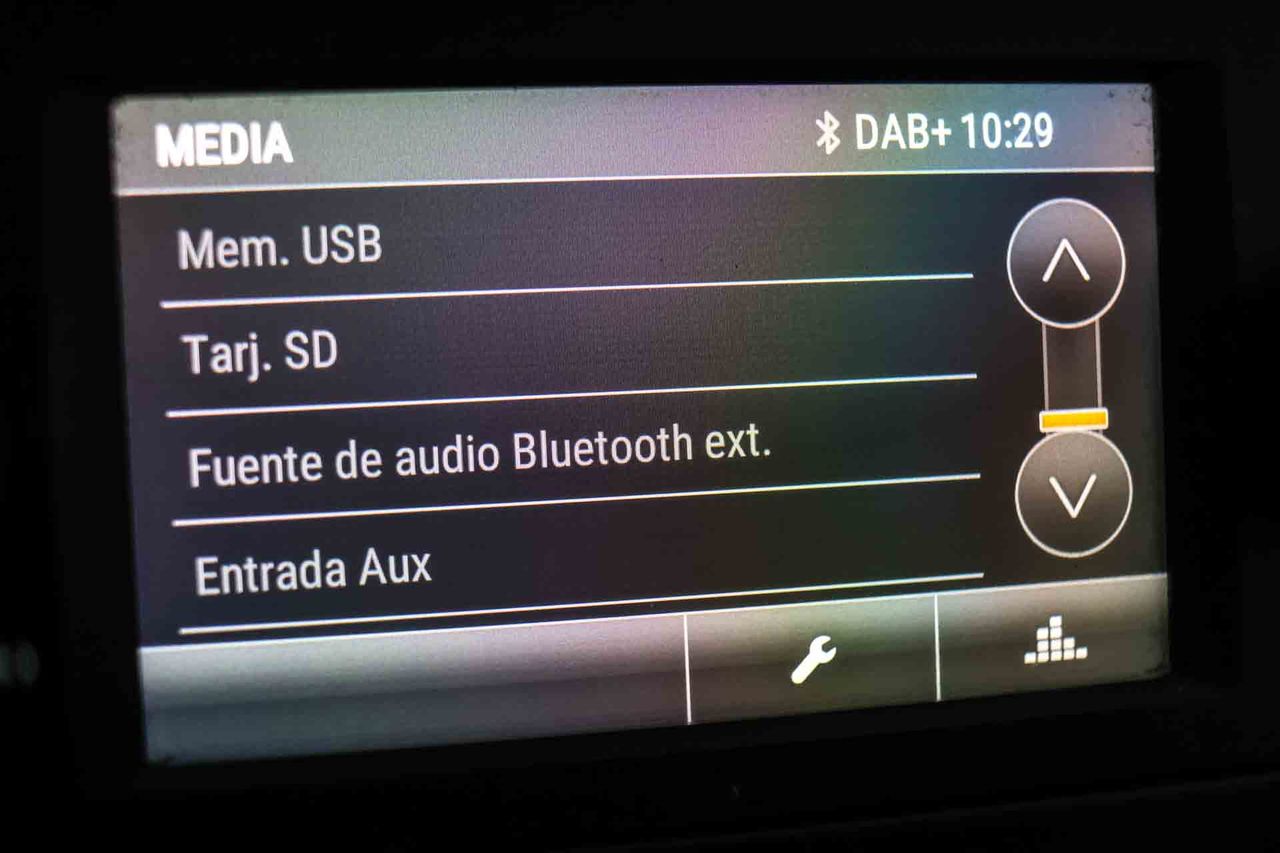 MEDIA
DAB+ 10:29
Mem. USB
Tarj. SD
Fuente de audio Bluetooth ext.
Entrada Aux